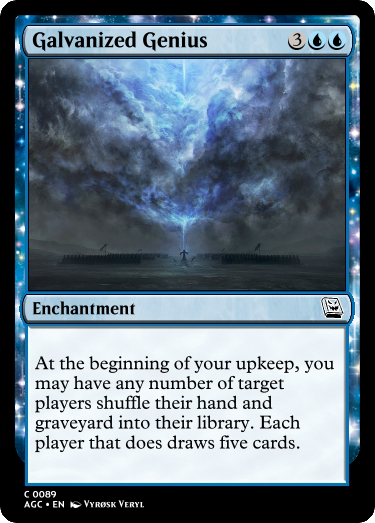 Galvanized Genius 3
Enchantment
At the beginning of your upkeep, you
may have any number of target
players shuffle their hand and
graveyard into their library. Each
player that does draws five cards.
C 0089
AGC • EN VYRØSK VERYL